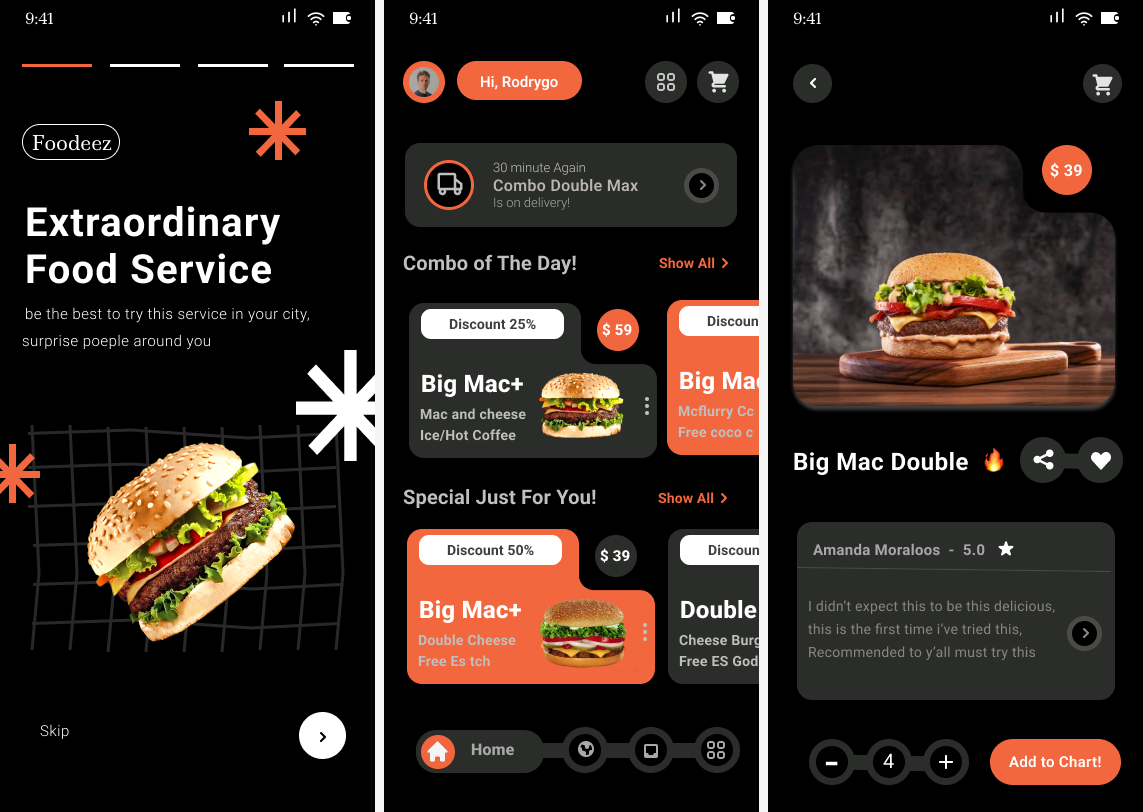 9:41
Foodeez
Extraordinary
Food Service
be the best to try this service in your city,
surprise poeple around you
Skip
9:41
Hi, Rodrygo
30 minute Again
Combo Double Max
Is on delivery!
Combo of The Day!
Show All
Discount 25%
$ 59
Big Mac+
Mac and cheese
Ice/Hot Coffee
Discoun
Big Mac
Mcflurry Cc
Free coco c
Special Just For You!
Show All
Discount 50%
$ 39
Big Mac+
Double Cheese
Free Es tch
Discoun
Double
Cheese Burg
Free ES God
Home
9:41
$ 39
Big Mac Double 🔥
Amanda Moraloos - 5.0
I didn't expect this to be this delicious,
this is the first time i've tried this,
Recommended to y'all must try this
- 4 +
Add to Chart!